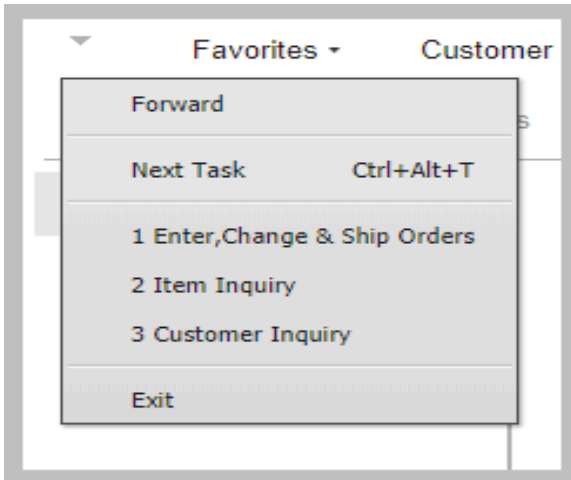 Favorites Customer
Forward
s
Next Task Ctrl+Alt+T
1 Enter,Change & Ship Orders
2 Item Inquiry
3 Customer Inquiry
Exit